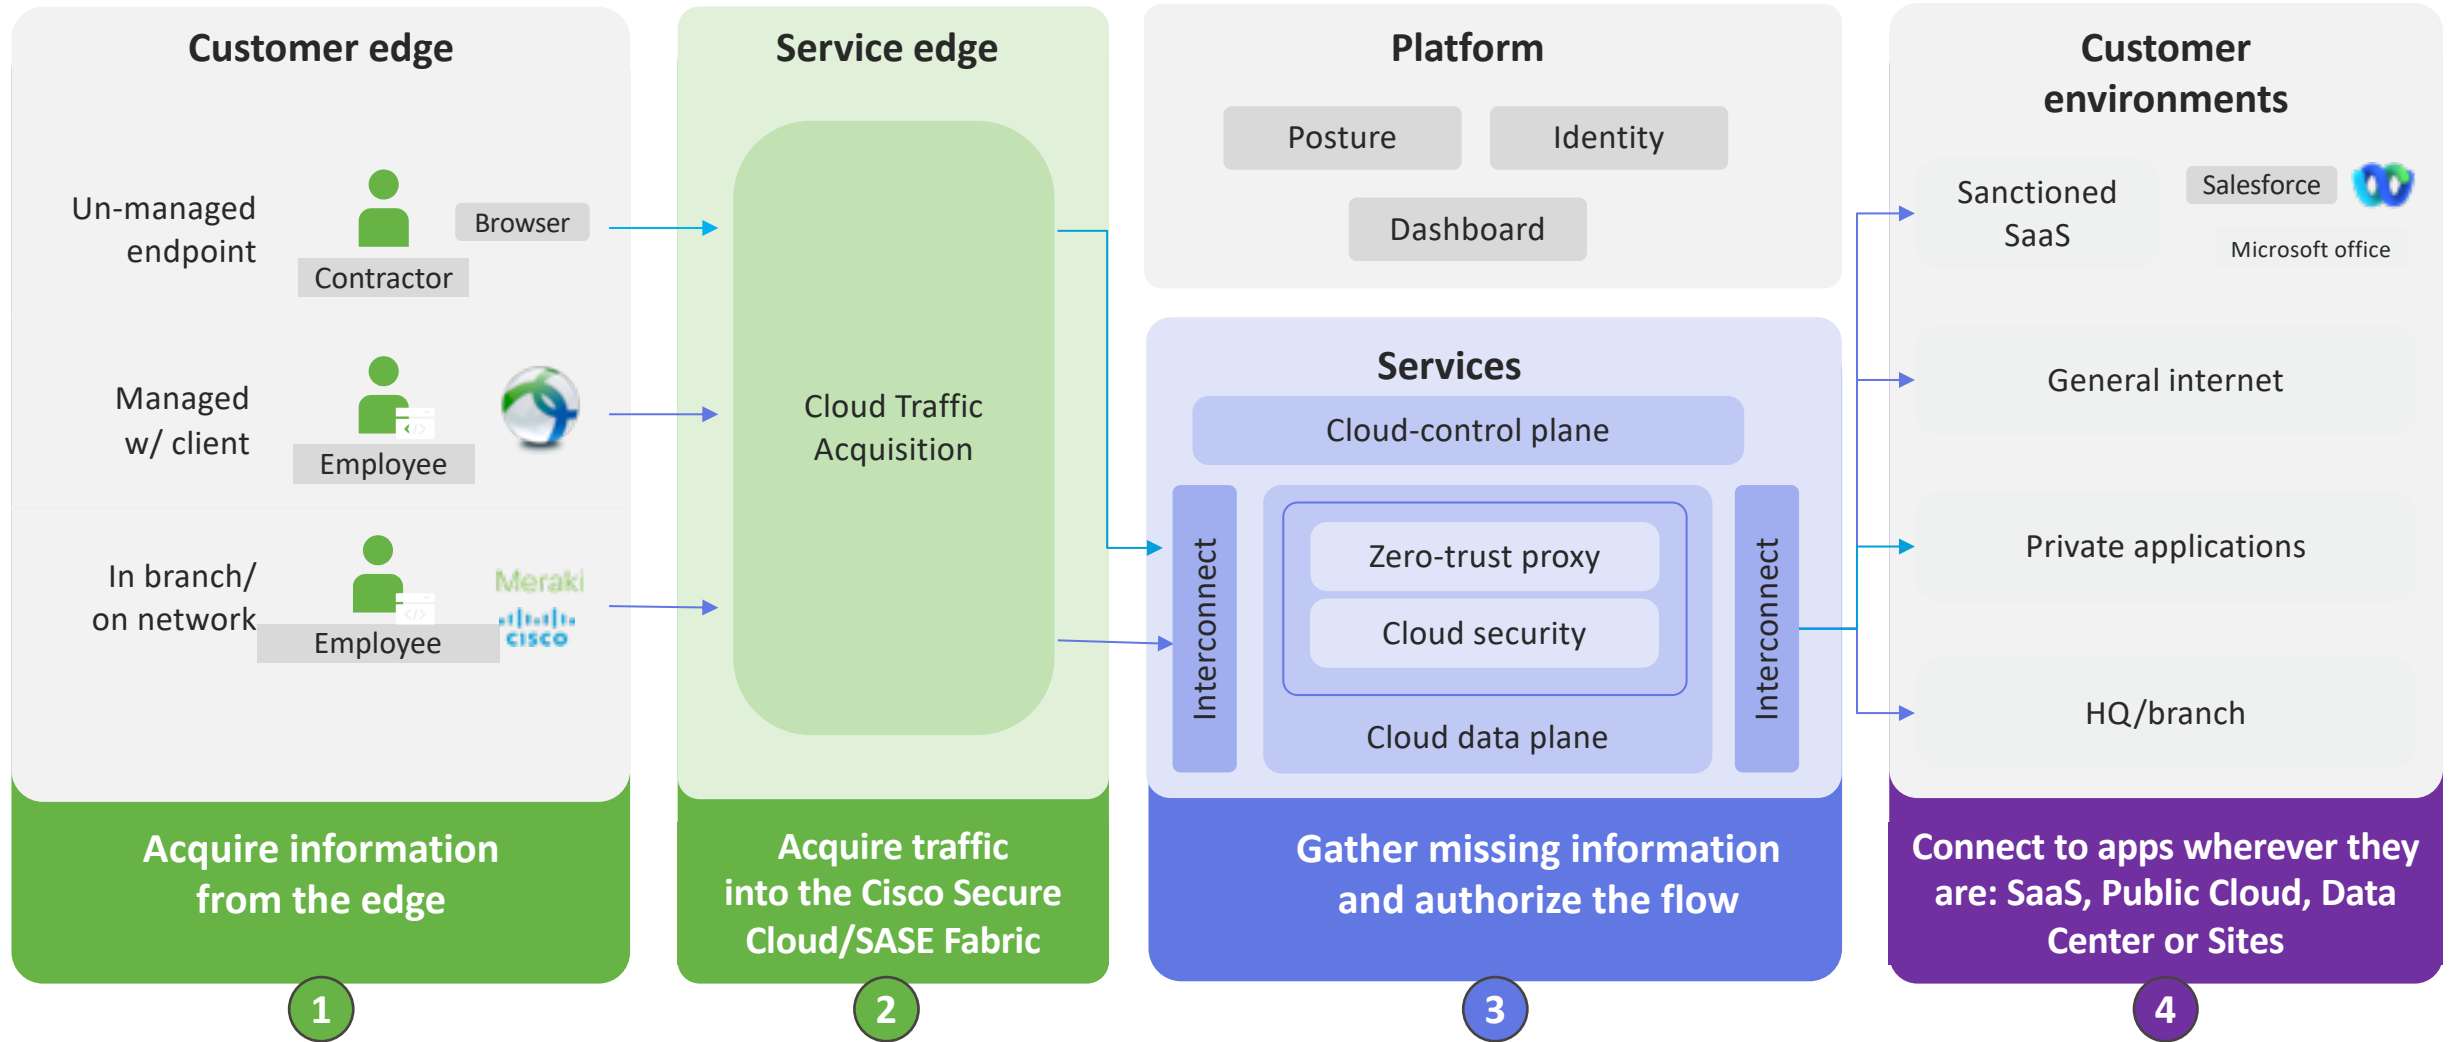 Customer edge
Un-managed
endpoint
Contractor
Browser
Managed
w/ client
</>
Employee
In branch/
on network
</>
Employee
Meraki
CISCO
Acquire information
from the edge
1
Service edge
Cloud Traffic
Acquisition
Acquire traffic
into the Cisco Secure
Cloud/SASE Fabric
2
Platform
Posture
Identity
Dashboard
Services
Cloud-control plane
Interconnect
Zero-trust proxy
Cloud security
Cloud data plane
Interconnect
Gather missing information
and authorize the flow
3
Customer
environments
Sanctioned
SaaS
Salesforce
Microsoft office
General internet
Private applications
HQ/branch
Connect to apps wherever they
are: SaaS, Public Cloud, Data
Center or Sites
4